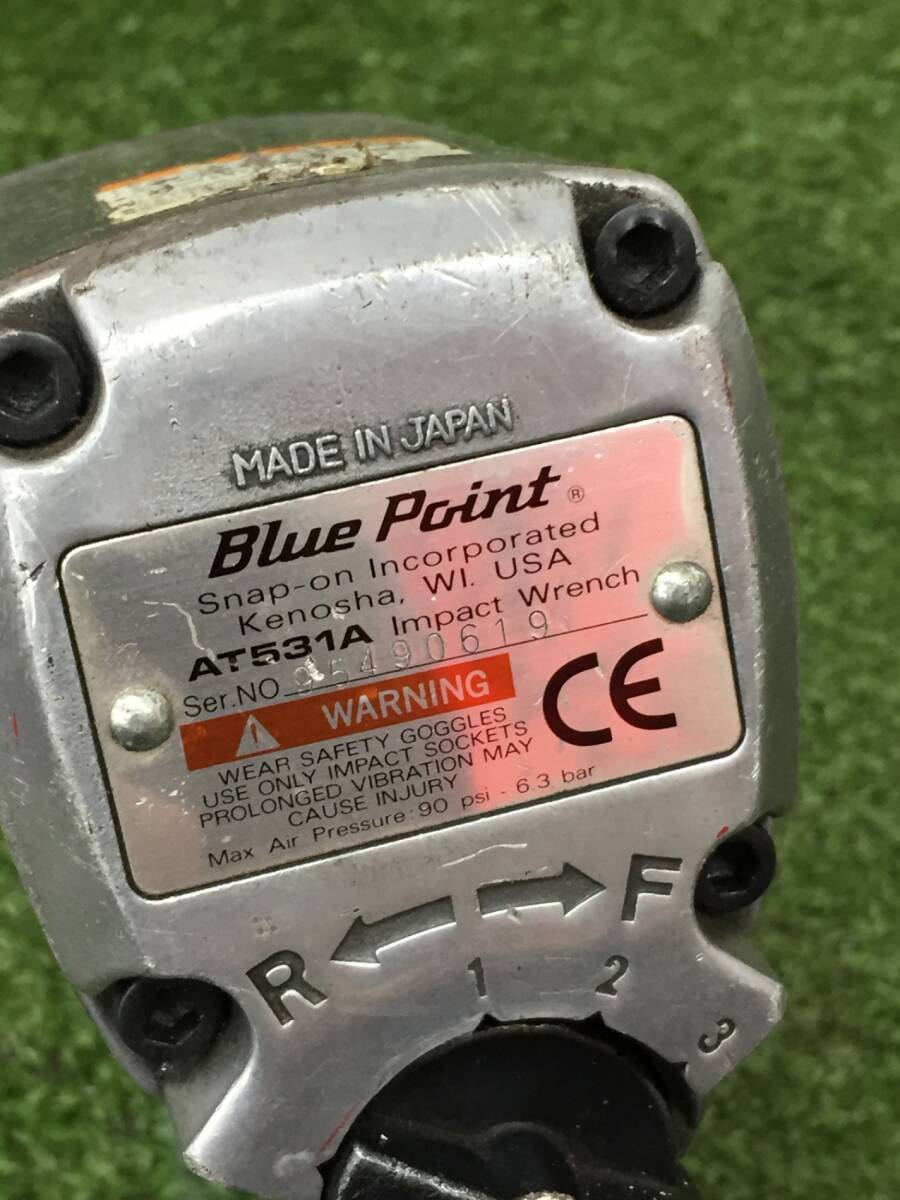 MADE IN JAPAN
Blue Point ®
Snap-on Incorporated
Kenosha, WI. USA
AT531A Impact Wrench
Ser.NO 95490619
WARNING
CE
WEAR SAFETY GOGGLES
USE ONLY IMPACT SOCKETS
PROLONGED VIBRATION MAY
CAUSE INJURY
Max Air Pressure: 90 psi - 6.3 bar
R F
1 2 3